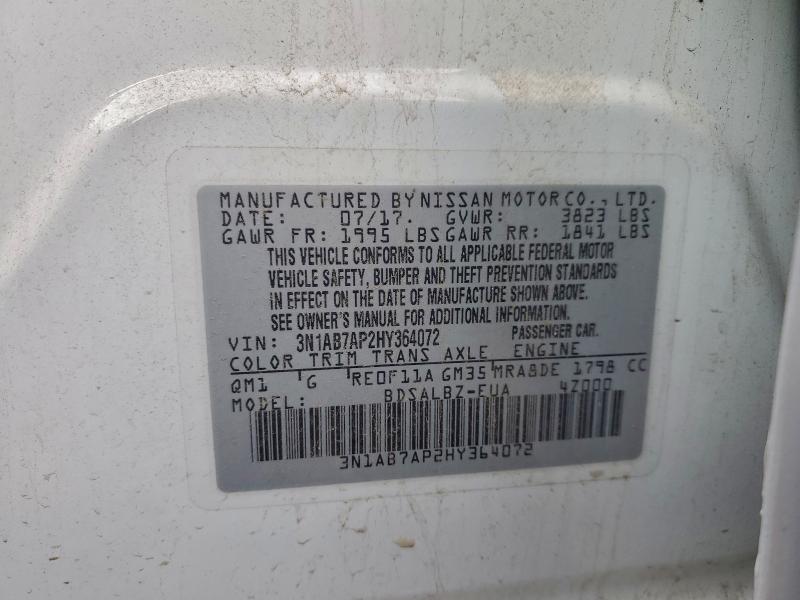 MANUFACTURED BY NISSAN MOTOR CO., LTD.
DATE: 07/17. GVWR: 3823 LBS
GAWR FR: 1995 LBS GAWR RR: 1841 LBS
THIS VEHICLE CONFORMS TO ALL APPLICABLE FEDERAL MOTOR
VEHICLE SAFETY, BUMPER AND THEFT PREVENTION STANDARDS
IN EFFECT ON THE DATE OF MANUFACTURE SHOWN ABOVE.
SEE OWNER'S MANUAL FOR ADDITIONAL INFORMATION.
VIN: 3N1AB7AP2HY364072 PASSENGER CAR.
COLOR TRIM TRANS AXLE ENGINE
QM1 G RE0F11A GM35 MRA8DE 1798 CC
MODEL: BDSALBZ-EUA 4Z000
3N1AB7AP2HY364072